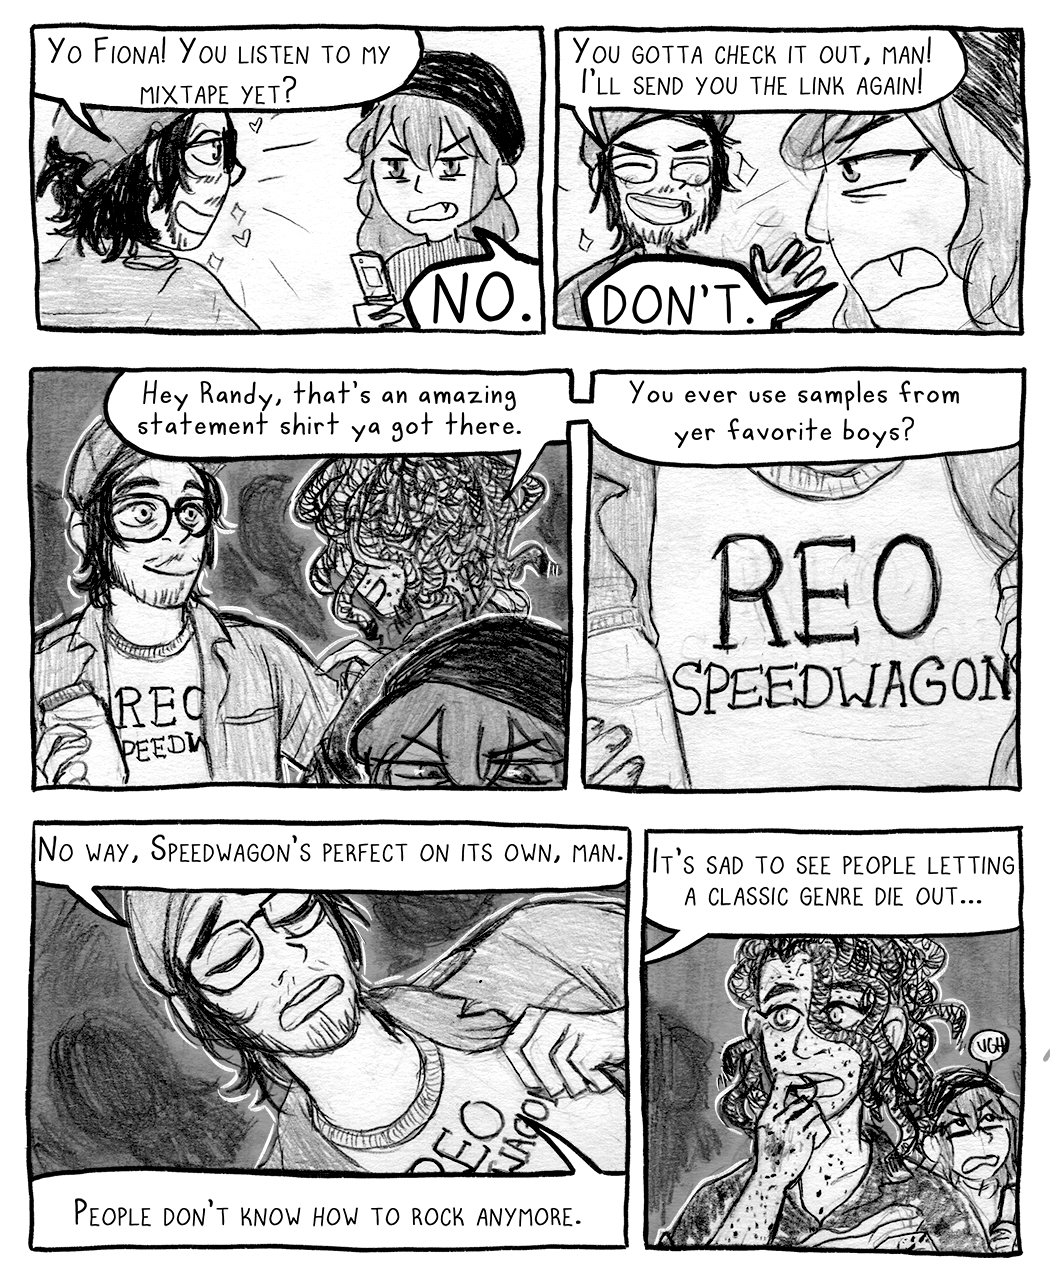 Yo Fiona! You listen to my
mixtape yet?
NO.
You gotta check it out, man!
I'll send you the link again!
DON'T.
Hey Randy, that's an amazing
statement shirt ya got there.
REO
PEEDW
You ever use samples from
yer favorite boys?
REO
SPEEDWAGON
No way, Speedwagon's perfect on its own, man.
REO
WAGON
People don't know how to rock anymore.
It's sad to see people letting
a classic genre die out...
UGH